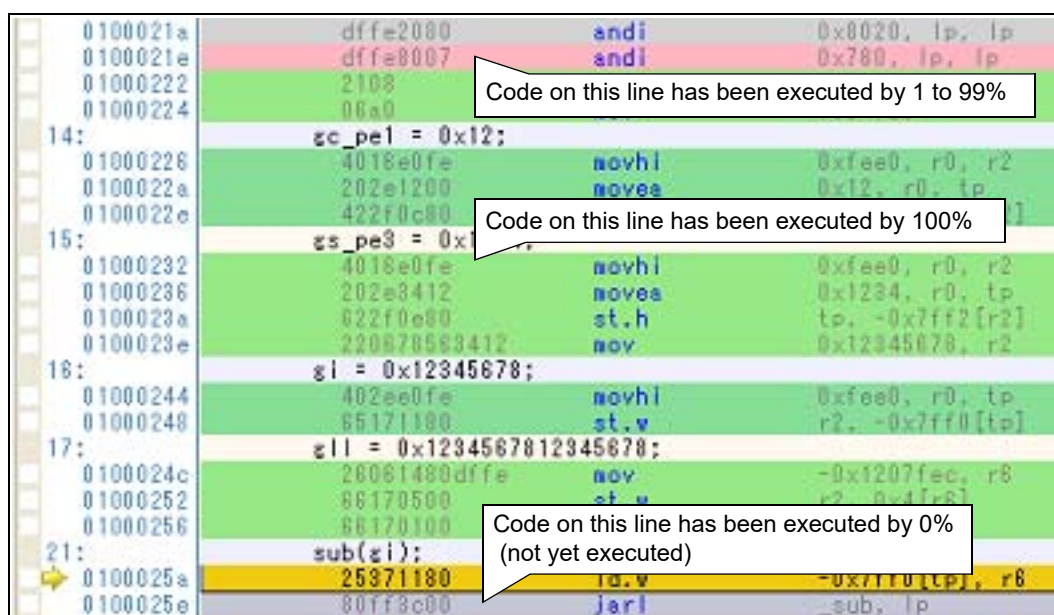 0100021a dffe2080 andi 0x8020, lp, lp
0100021e dffe8007 andi 0x780, lp, lp
01000222 2108
Code on this line has been executed by 1 to 99%
01000224 06a0
14: gc_pe1 = 0x12;
01000226 4016e0fe movhi 0xfee0, r0, r2
0100022a 202e1200 movea 0x12, r0, tp
0100022e 422f0c80
Code on this line has been executed by 100%
15: gs_pe3 = 0x
01000232 4016e0fe movhi 0xfee0, r0, r2
01000236 202e3412 movea 0x1234, r0, tp
0100023a 622f0e80 st.h tp, -0x7ff2[r2]
0100023e 220678563412 mov 0x12345678, r2
16: gi = 0x12345678;
01000244 402ee0fe movhi 0xfee0, r0, tp
01000248 65171180 st.w r2, -0x7ff0[tp]
17: gll = 0x1234567812345678;
0100024c 26061480dffe mov -0x1207fec, r6
01000252 66170500 st.w r2, 0x4[r6]
01000256 66170100
Code on this line has been executed by 0%
(not yet executed)
21: sub(gi);
0100025a 25371180 ld.w -0x7ff0[tp], r6
0100025e 80ff3c00 jarl _sub, lp